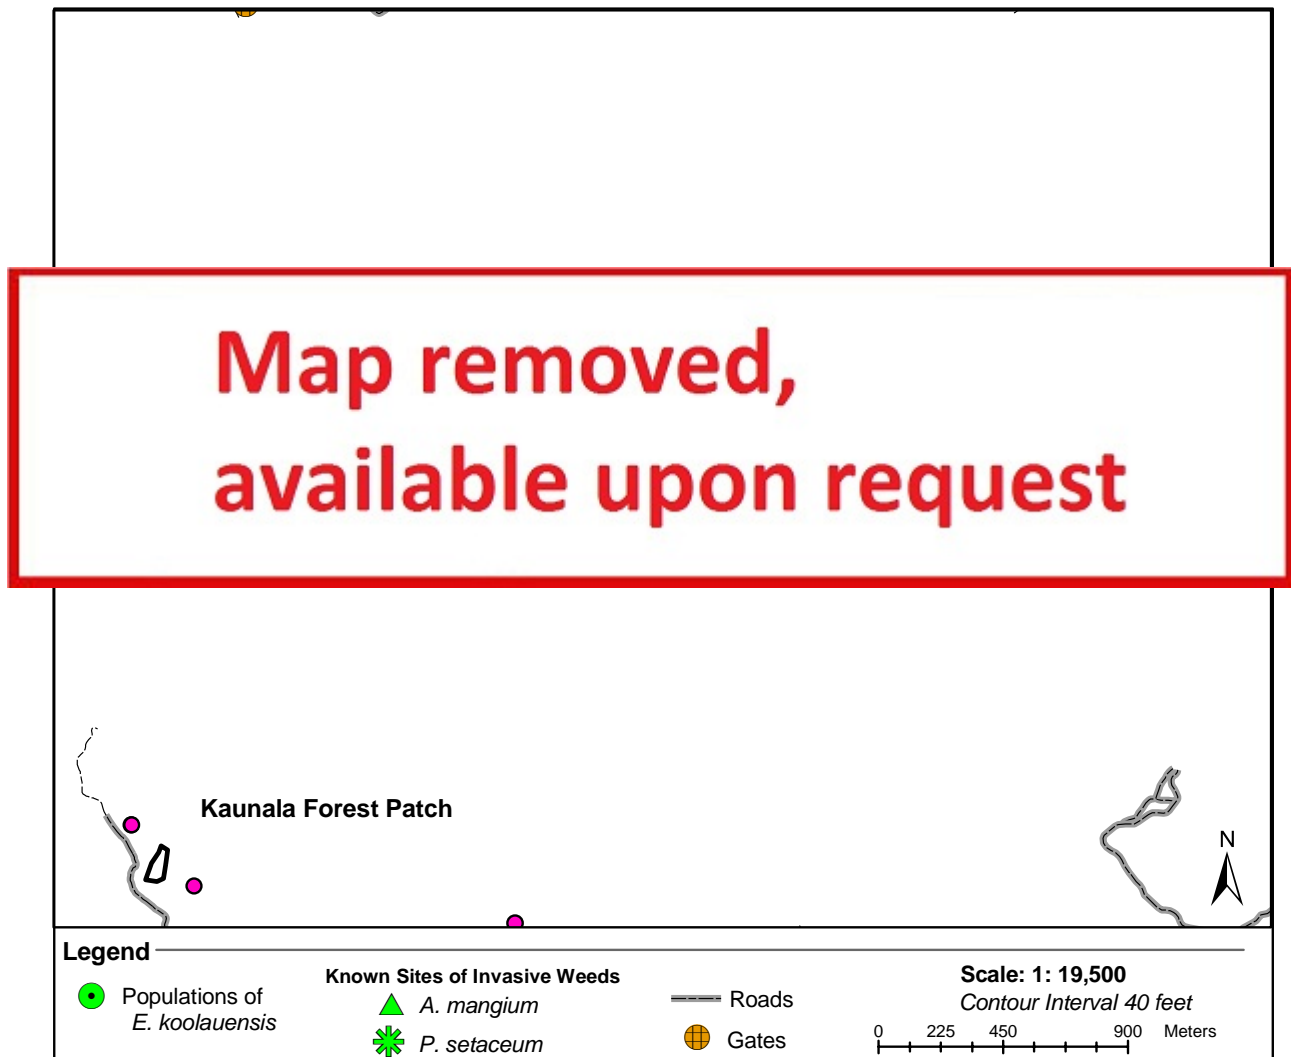 Map removed,
available upon request
Kaunala Forest Patch
N
Legend
Populations of
E. koolauensis
Known Sites of Invasive Weeds
A. mangium
P. setaceum
Roads
Gates
Scale: 1: 19,500
Contour Interval 40 feet
0 225 450 900 Meters